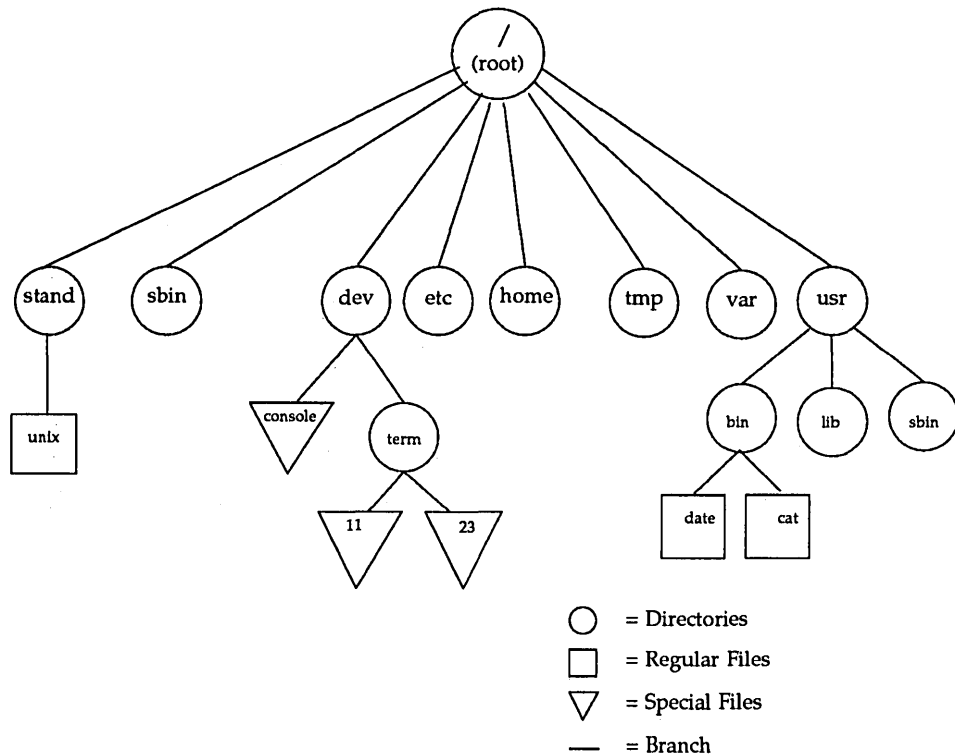 /
(root)
stand
sbin
dev
etc
home
tmp
var
usr
unix
console
term
bin
lib
sbin
11
23
date
cat
= Directories
= Regular Files
= Special Files
= Branch